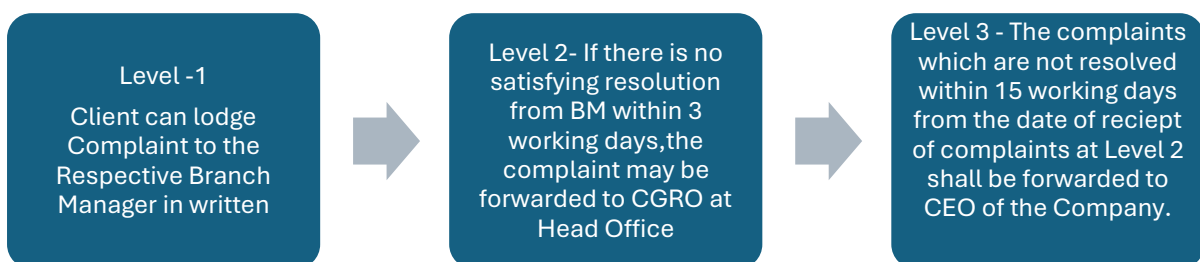 Level -1
Client can lodge
Complaint to the
Respective Branch
Manager in written
Level 2- If there is no
satisfying resolution
from BM within 3
working days,the
complaint may be
forwarded to CGRO at
Head Office
Level 3 - The complaints
which are not resolved
within 15 working days
from the date of reciept
of complaints at Level 2
shall be forwarded to
CEO of the Company.